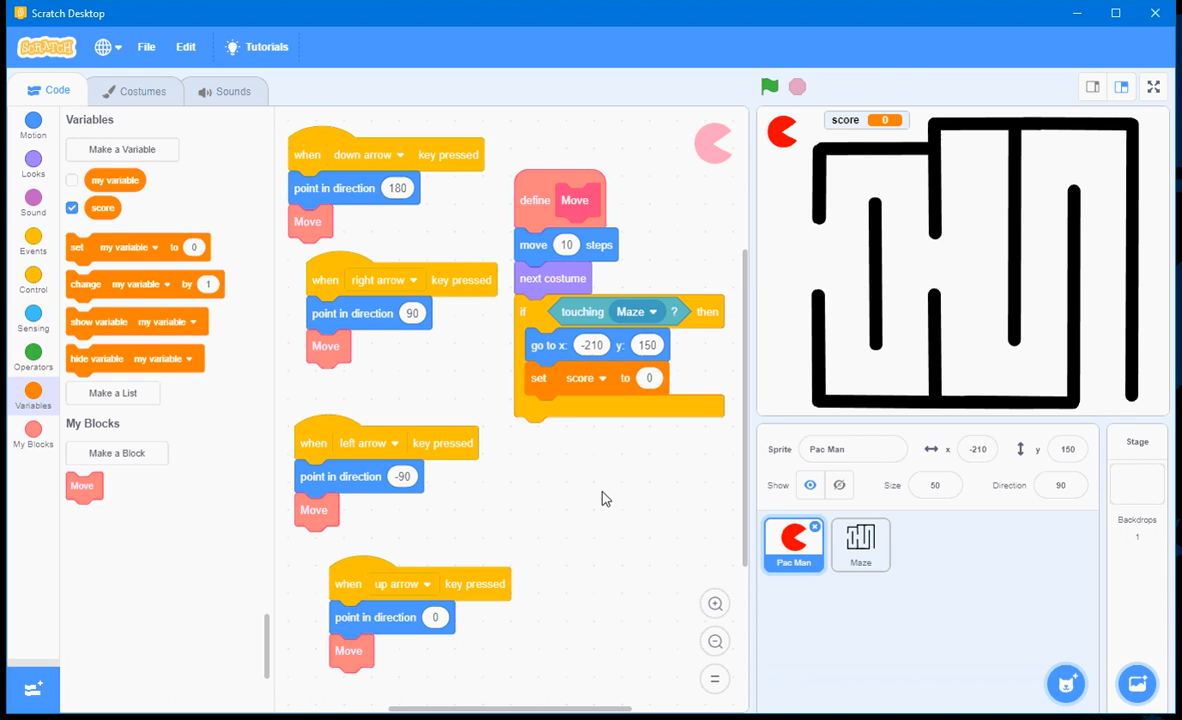 Scratch Desktop
SCRATCH File Edit Tutorials
Code Costumes Sounds
Motion
Looks
Sound
Events
Control
Sensing
Operators
Variables
My Blocks
Variables
Make a Variable
my variable
score
set my variable to 0
change my variable by 1
show variable my variable
hide variable my variable
Make a List
My Blocks
Make a Block
Move
when down arrow key pressed
point in direction 180
Move
when right arrow key pressed
point in direction 90
Move
when left arrow key pressed
point in direction -90
Move
when up arrow key pressed
point in direction 0
Move
define Move
move 10 steps
next costume
if touching Maze ? then
go to x: -210 y: 150
set score to 0
score 0
Sprite Pac Man x -210 y 150
Show Size 50 Direction 90
Pac Man
Maze
Stage
Backdrops
1